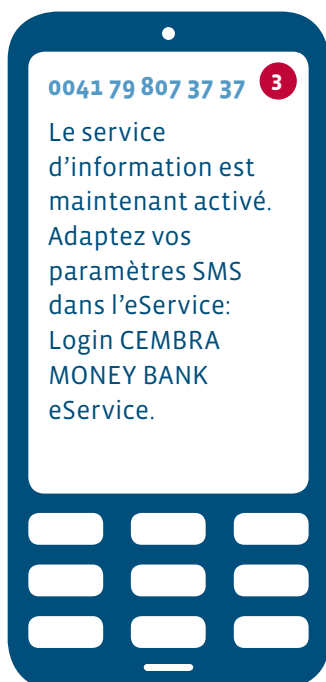 0041 79 807 37 37 3
Le service
d’information est
maintenant activé.
Adaptez vos
paramètres SMS
dans l’eService:
Login CEMBRA
MONEY BANK
eService.